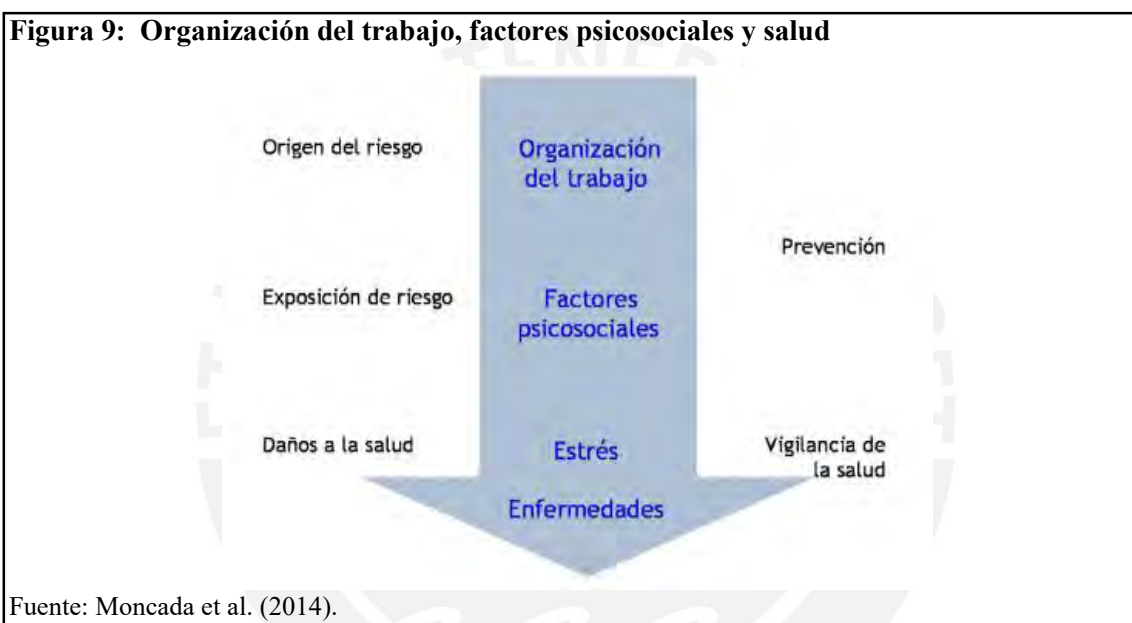 Figura 9: Organización del trabajo, factores psicosociales y salud
Origen del riesgo
Organización
del trabajo
Prevención
Exposición de riesgo
Factores
psicosociales
Daños a la salud
Estrés
Vigilancia de
la salud
Enfermedades
Fuente: Moncada et al. (2014).